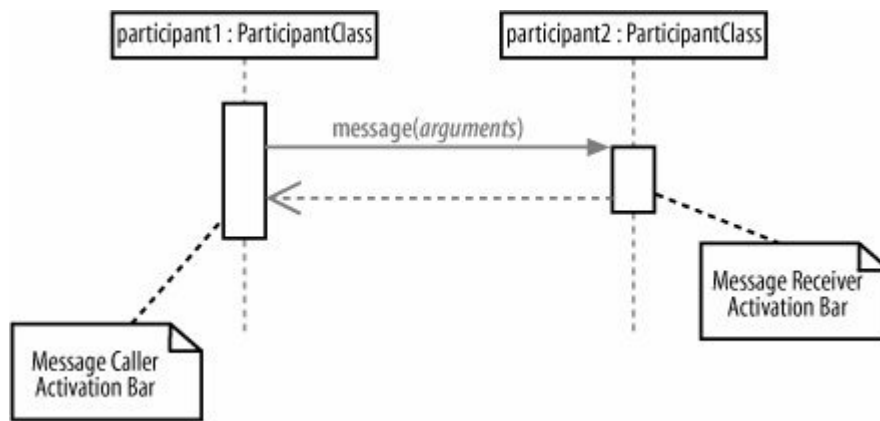 participant1 : ParticipantClass
participant2 : ParticipantClass
message(arguments)
Message Receiver
Activation Bar
Message Caller
Activation Bar